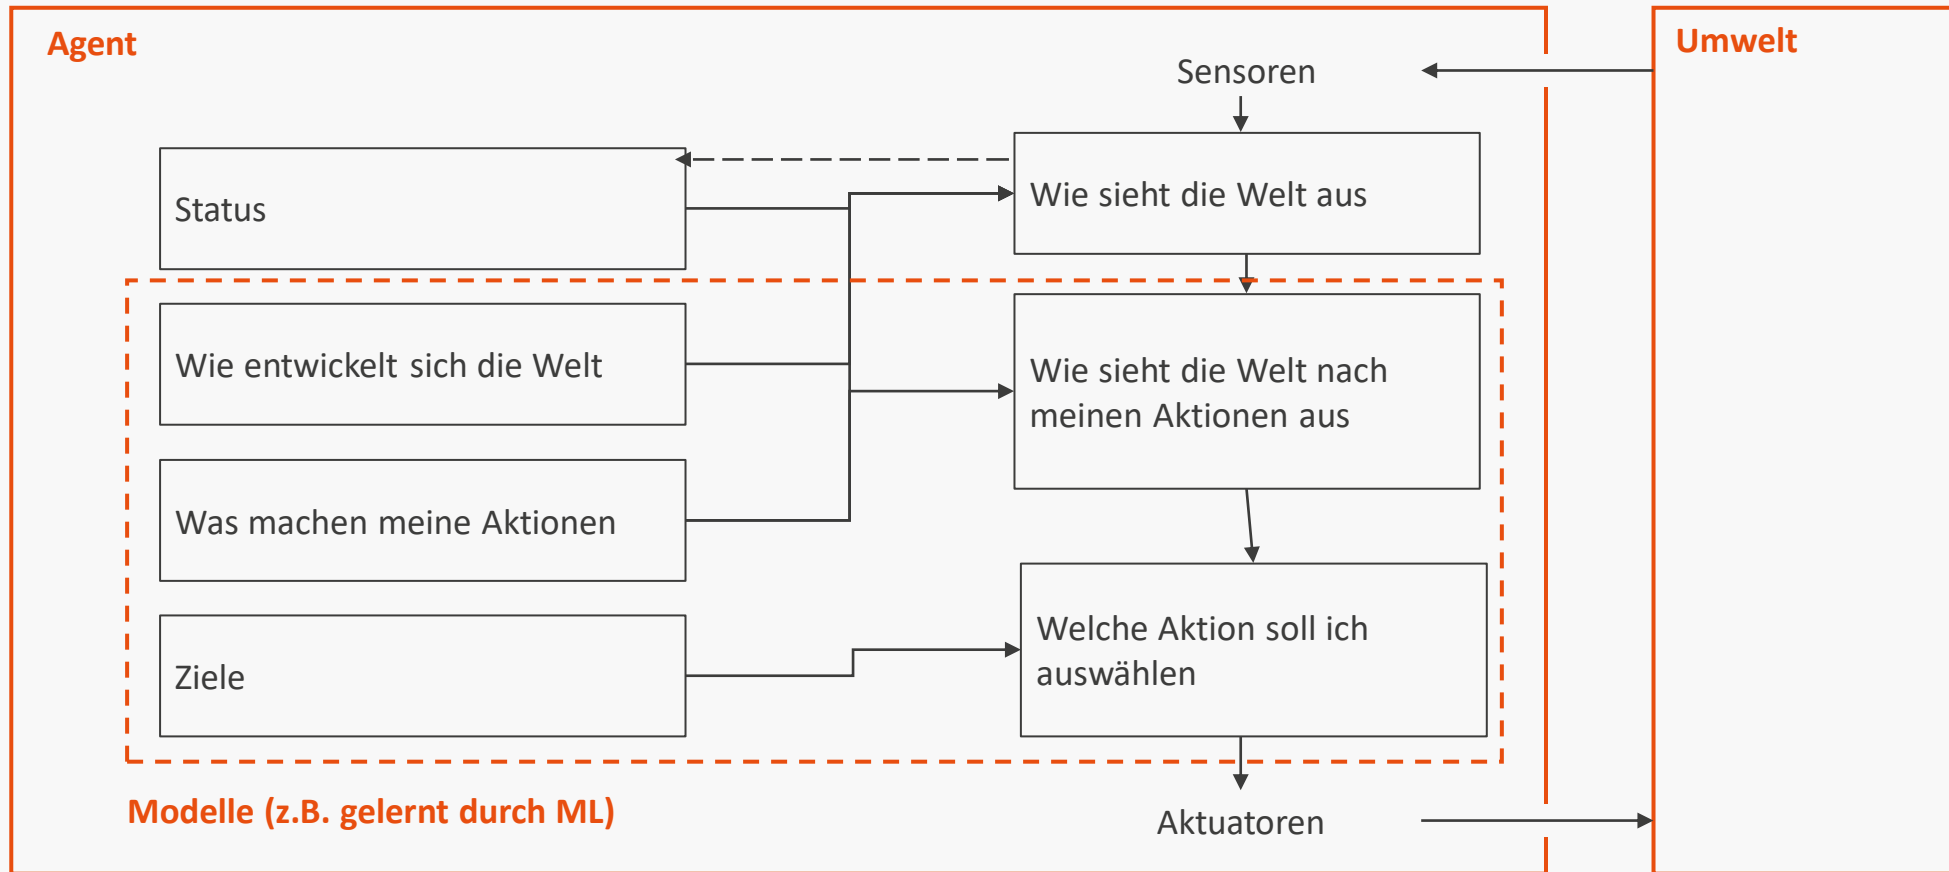 Agent
Umwelt
Sensoren
Status
Wie sieht die Welt aus
Wie entwickelt sich die Welt
Wie sieht die Welt nach
meinen Aktionen aus
Was machen meine Aktionen
Ziele
Welche Aktion soll ich
auswählen
Modelle (z.B. gelernt durch ML)
Aktuatoren